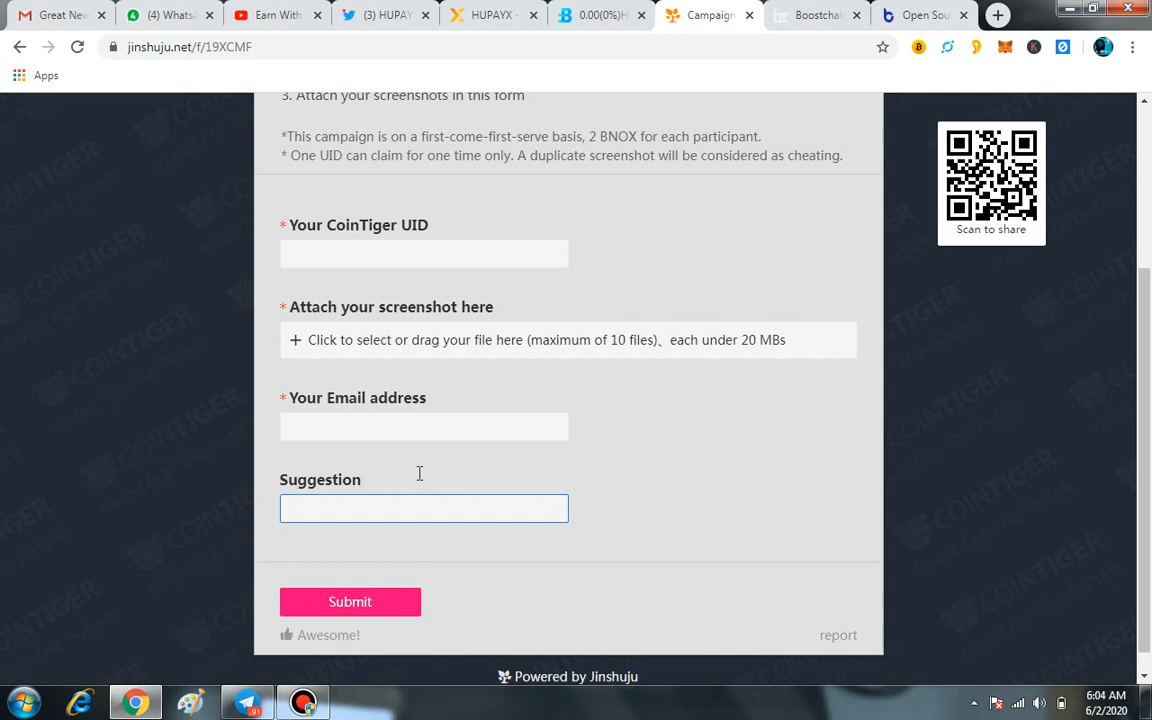 Great New
(4) WhatsA
Earn With
(3) HUPAY
HUPAYX -
0.00(0%)H
Campaign
Boostchain
Open Sou
jinshuju.net/f/19XCMF
Apps
3. Attach your screenshots in this form
*This campaign is on a first-come-first-serve basis, 2 BNOX for each participant.
* One UID can claim for one time only. A duplicate screenshot will be considered as cheating.
Scan to share
*Your CoinTiger UID
*Attach your screenshot here
+ Click to select or drag your file here (maximum of 10 files)、each under 20 MBs
*Your Email address
Suggestion
Submit
Awesome!
report
Powered by Jinshuju
91
6:04 AM
6/2/2020